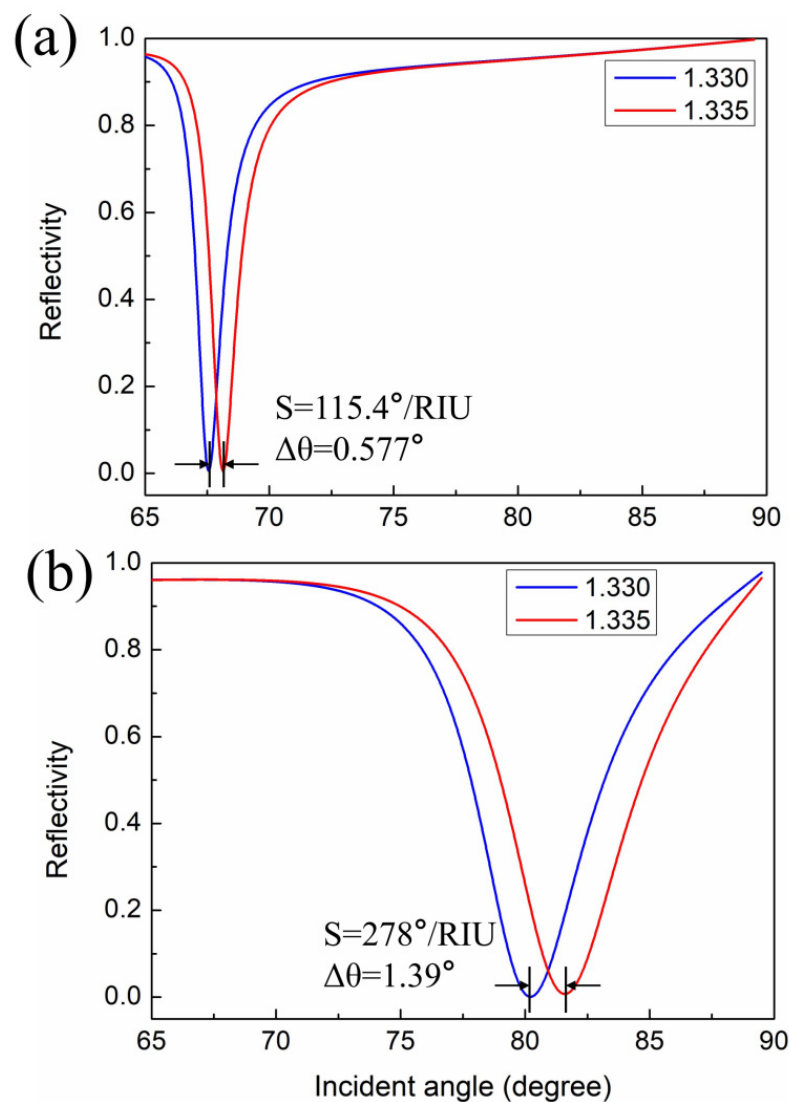 (a)
1.0
0.8
0.6
0.4
0.2
0.0
Reflectivity
1.330
1.335
S=115.4°/RIU
Δθ=0.577°
65 70 75 80 85 90
(b)
1.0
0.8
0.6
0.4
0.2
0.0
Reflectivity
1.330
1.335
S=278°/RIU
Δθ=1.39°
65 70 75 80 85 90
Incident angle (degree)